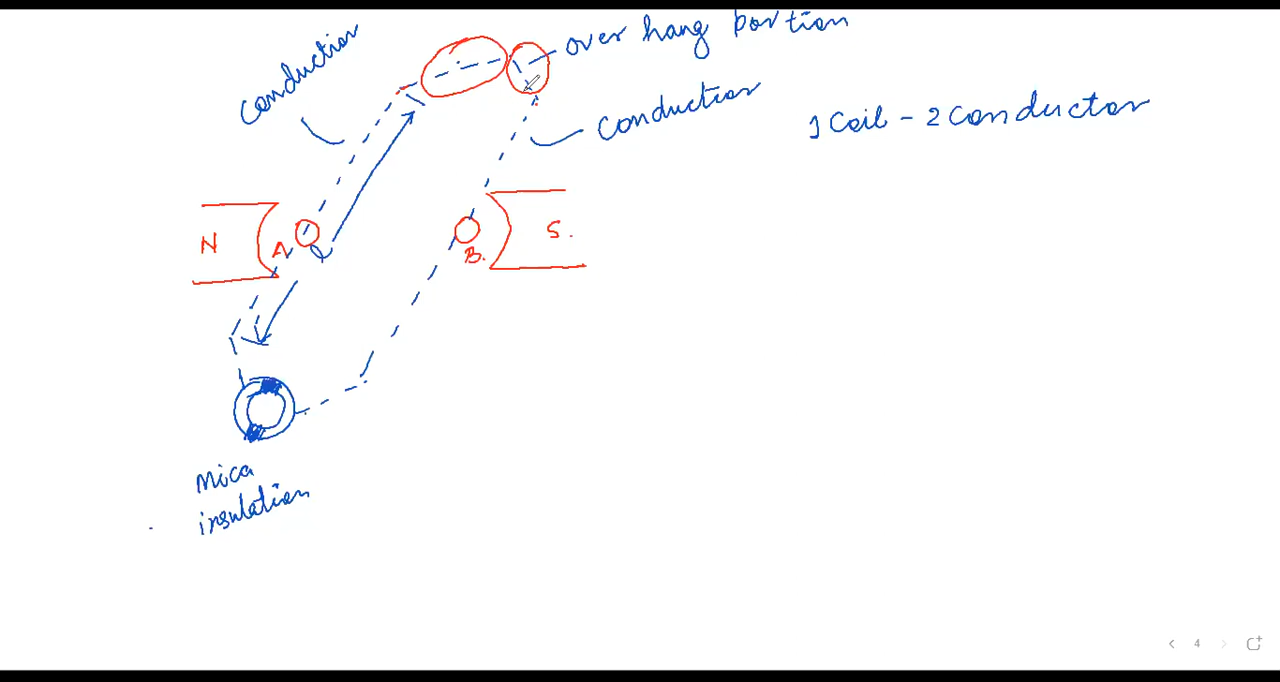 over hang portion
conduction
conduction
1 Coil - 2 Conductor
N
A
l
B.
S.
mica
insulation
4